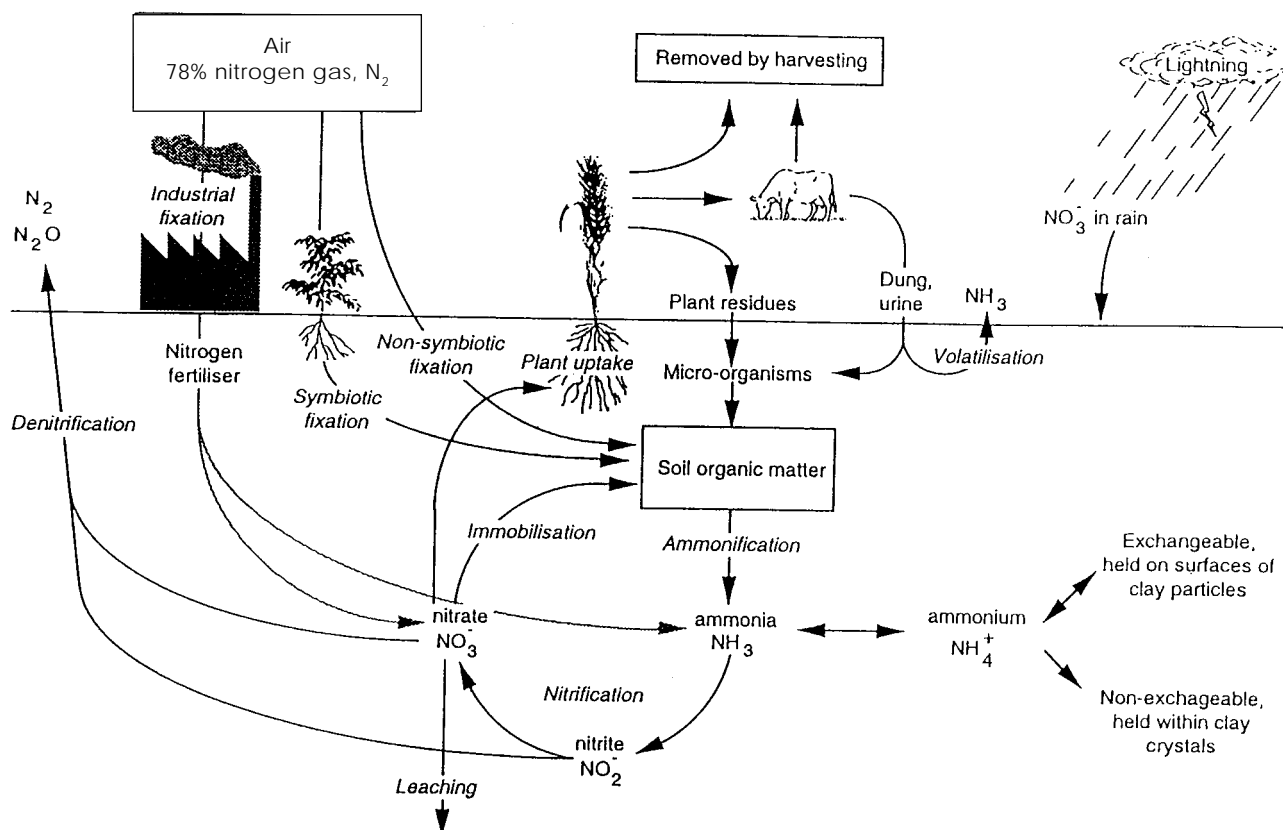 Air
78% nitrogen gas, N₂
Removed by harvesting
Lightning
Industrial
fixation
N₂
N₂O
NO₃⁻ in rain
Dung,
urine
NH₃
Plant residues
Nitrogen
fertiliser
Non-symbiotic
fixation
Plant uptake
Micro-organisms
Volatilisation
Symbiotic
fixation
Denitrification
Soil organic matter
Immobilisation
Ammonification
Exchangeable,
held on surfaces of
clay particles
nitrate
NO₃⁻
ammonia
NH₃
ammonium
NH₄⁺
Nitrification
Non-exchageable,
held within clay
crystals
nitrite
NO₂⁻
Leaching